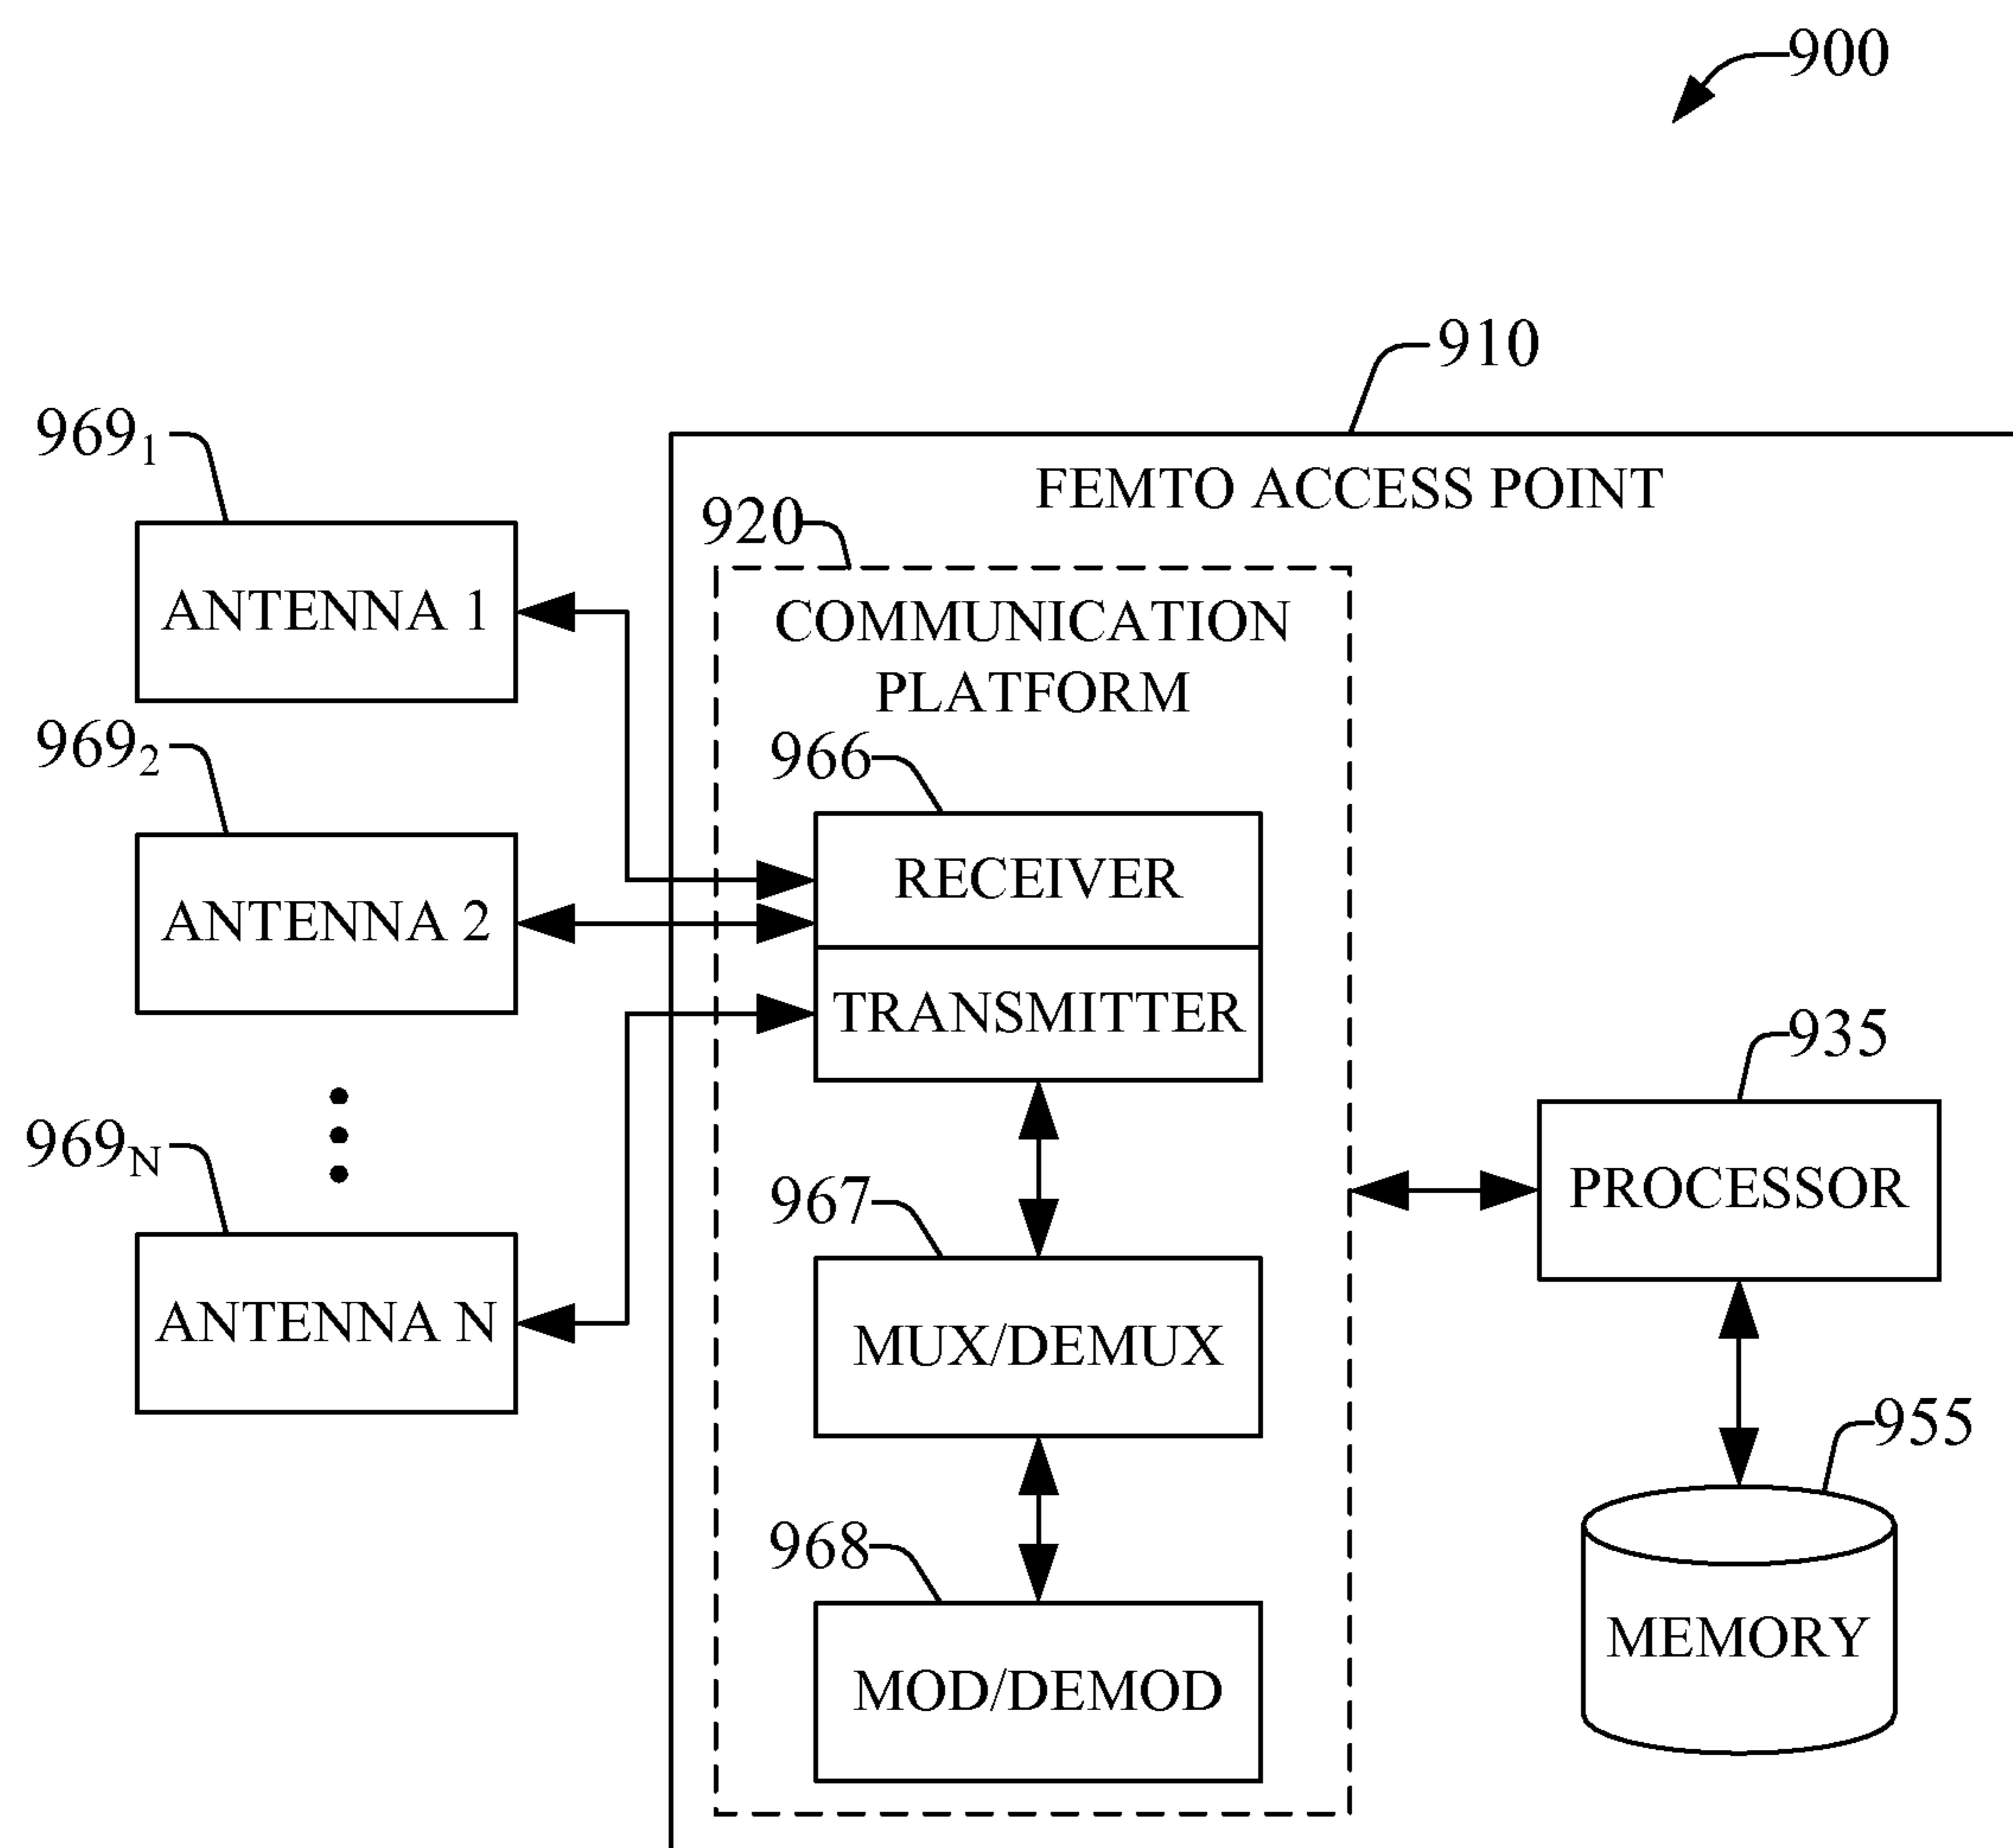 900
910
FEMTO ACCESS POINT
969₁
ANTENNA 1
920
COMMUNICATION
PLATFORM
969₂
ANTENNA 2
966
RECEIVER
TRANSMITTER
969N
ANTENNA N
967
MUX/DEMUX
968
MOD/DEMOD
935
PROCESSOR
955
MEMORY